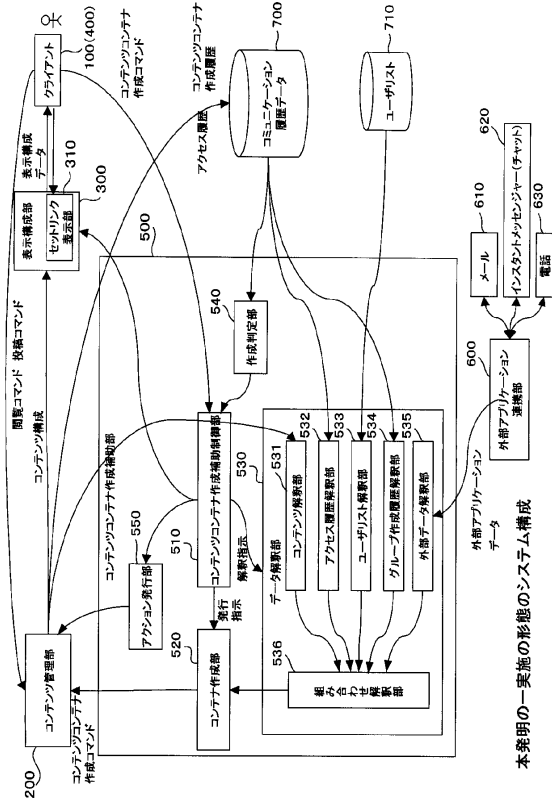 本発明の一実施の形態のシステム構成
クライアント
100(400)
表示構成
データ
310
300
表示構成部
セットリンク
表示部
閲覧コマンド 投稿コマンド
コンテンツ構成
コンテンツコンテナ
作成コマンド
コンテンツコンテナ
作成履歴
アクセス履歴
700
コミュニケーション
履歴データ
710
ユーザリスト
500
コンテンツコンテナ作成補助部
540
作成判定部
コンテンツコンテナ作成補助制御部
510
550
アクション発行部
解釈指示
発行
指示
520
コンテナ作成部
200
コンテンツ管理部
コンテンツコンテナ
作成コマンド
530
データ解釈部
531
コンテンツ解釈部
532
アクセス履歴解釈部
533
ユーザリスト解釈部
534
グループ作成履歴解釈部
535
外部データ解釈部
536
組み合わせ
解釈部
外部アプリケーション
データ
600
外部アプリケーション
連携部
610
メール
620
インスタントメッセンジャー(チャット)
630
電話